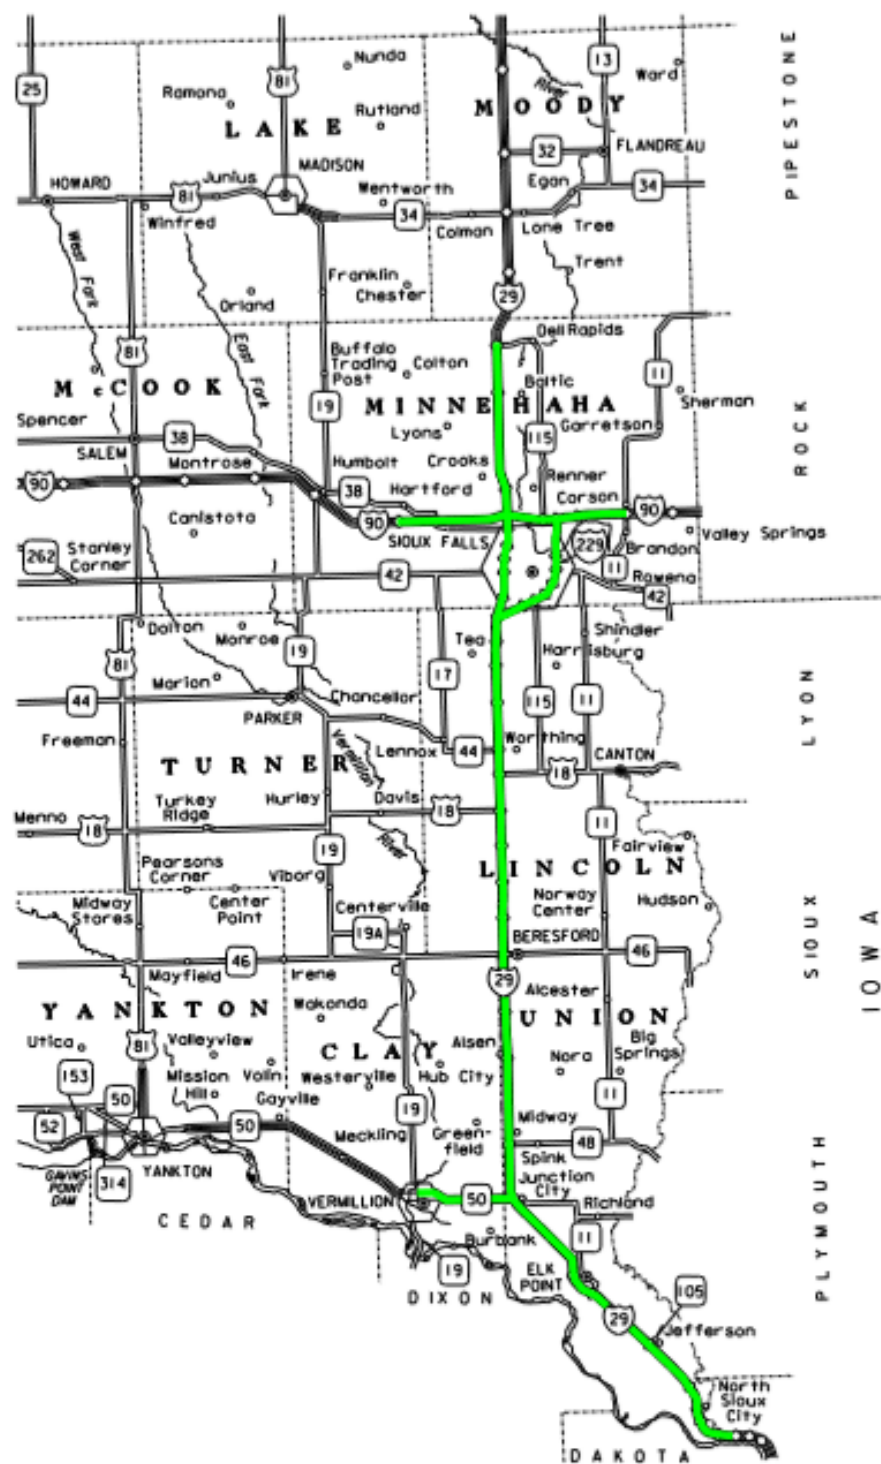 Nunda
13
Ward
25
81
Ramona
River
PIPESTONE
MOODY
LAKE
Rutland
32
FLANDREAU
MADISON
Egan
HOWARD
81
Junius
Wentworth
34
34
Winfred
Colman
Lone Tree
West Fork
Trent
Franklin
Chester
Orland
29
Dell Rapids
81
East Fork
Buffalo
Trading
Post
Colton
11
Baltic
McCOOK
19
MINNEHAHA
Sherman
Spencer
Lyons
115
Garretson
ROCK
38
SALEM
Montrose
Humbolt
Crooks
Renner
90
38
Hartford
Corson
90
Canistota
90
SIOUX FALLS
229
Valley Springs
262
Stanley
Corner
Brandon
42
11
Rowena
42
Dolton
Monroe
Shindler
81
19
Tea
Harrisburg
17
Marion
LYON
44
Chancellor
115
11
PARKER
Freeman
Vermillion
Lennox
44
Worthing
CANTON
TURNER
18
Turkey
Ridge
Hurley
Davis
Menno
18
18
11
River
Fairview
19
Pearsons
Corner
Viborg
LINCOLN
Midway
Stores
Center
Point
Centerville
Norway
Center
Hudson
19A
SIOUX
IOWA
BERESFORD
46
46
Mayfield
Irene
29
Alcester
YANKTON
Wakonda
UNION
Utica
81
Valleyview
CLAY
Alsen
Big
Springs
153
Mission
Hill
Volin
Westerville
Hub City
Nora
50
Gayville
11
52
50
19
Midway
Meckling
Green-
field
48
Spink
GAVINS
POINT
DAM
314
YANKTON
Junction
City
PLYMOUTH
VERMILLION
50
Richland
CEDAR
Burbank
11
19
ELK
POINT
DIXON
105
29
Jefferson
North
Sioux
City
DAKOTA